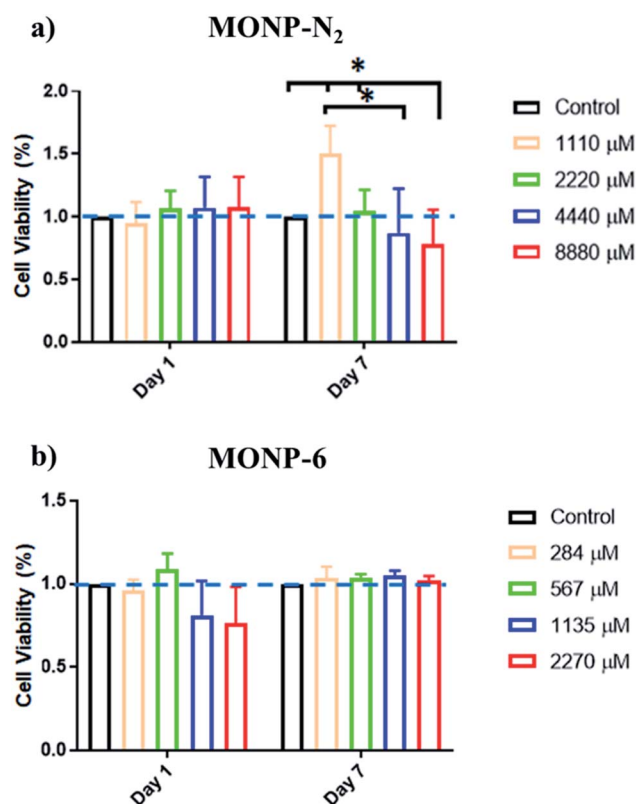 a)
MONP-N₂
*
*
2.0
1.5
1.0
0.5
0.0
Cell Viability (%)
Day 1
Day 7
Control
1110 μM
2220 μM
4440 μM
8880 μM
b)
MONP-6
1.5
1.0
0.5
0.0
Cell Viability (%)
Day 1
Day 7
Control
284 μM
567 μM
1135 μM
2270 μM